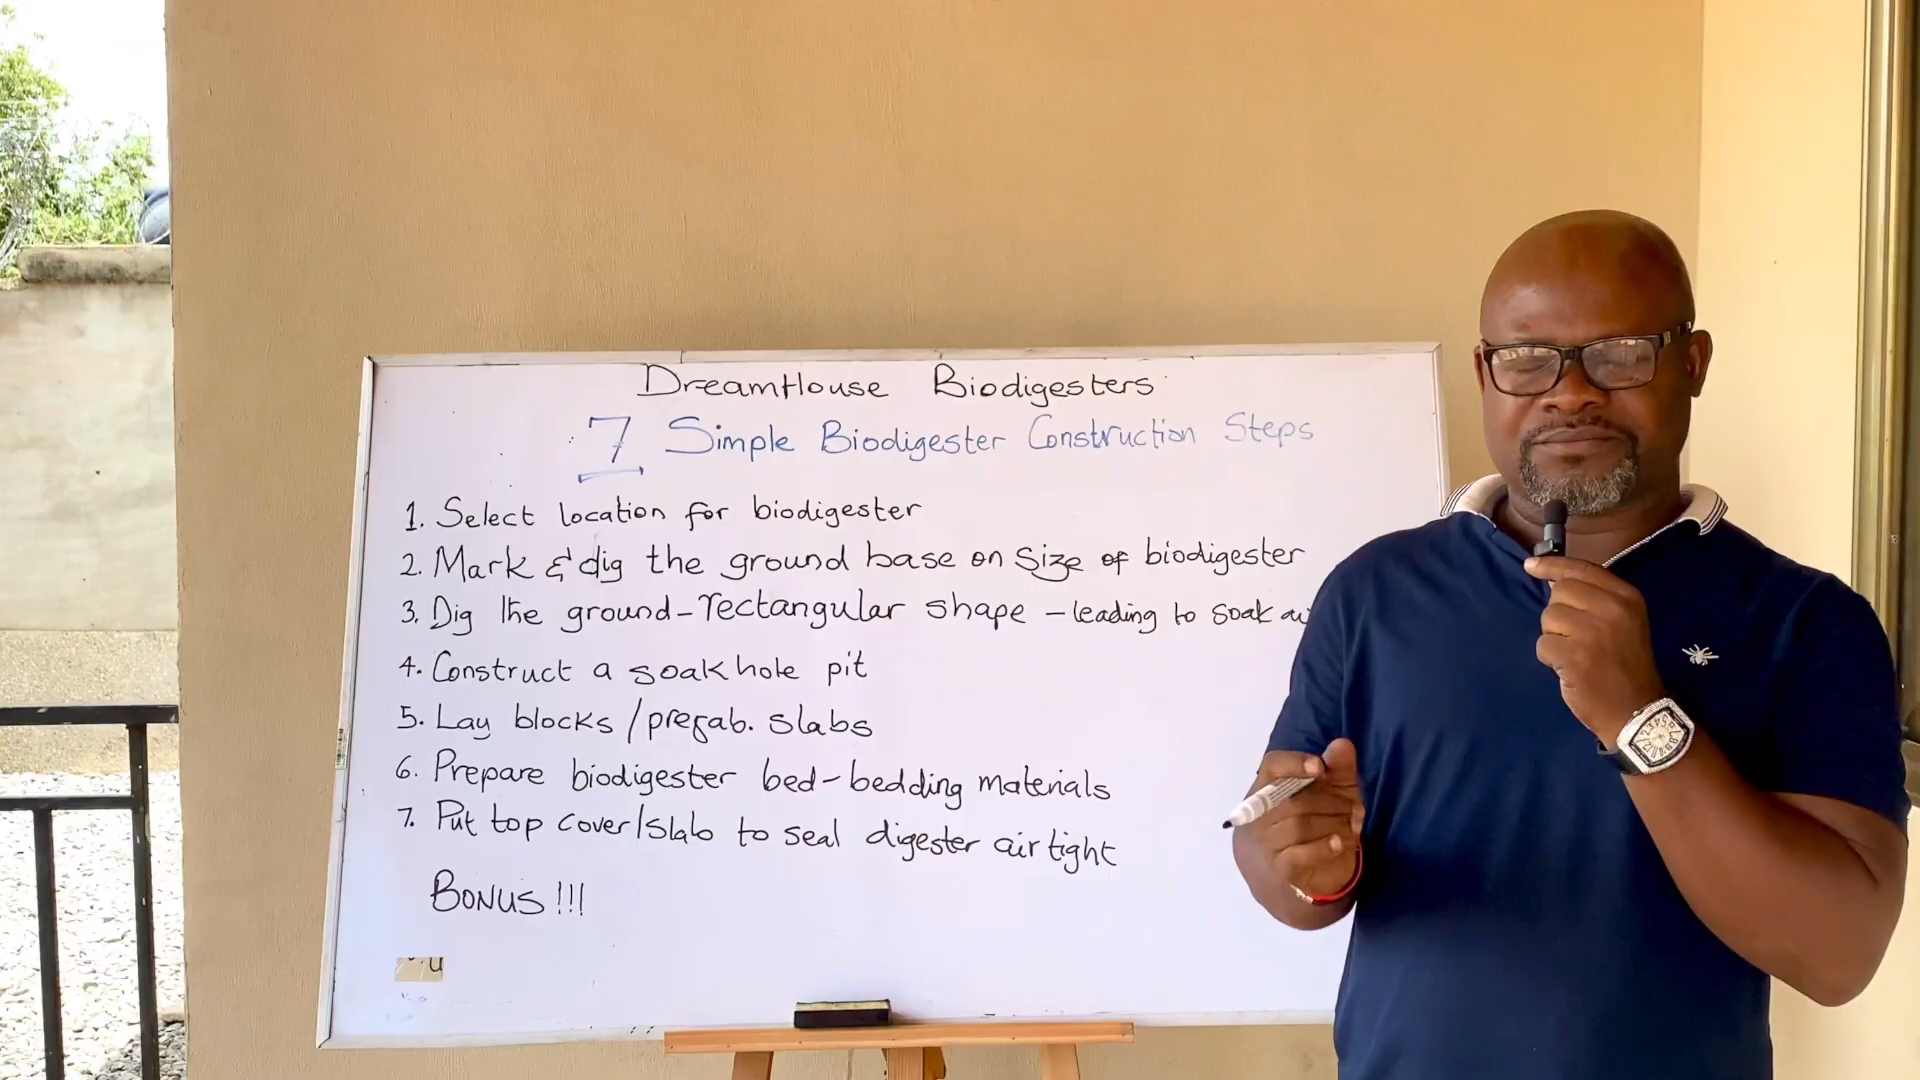 DreamHouse Biodigesters
7 Simple Biodigester Construction Steps
1. Select location for biodigester
2. Mark & dig the ground base on size of biodigester
3. Dig the ground - rectangular shape - leading to soak
4. Construct a soak hole pit
5. Lay blocks / prefab. slabs
6. Prepare biodigester bed - bedding materials
7. Put top cover/slab to seal digester air tight
BONUS!!!